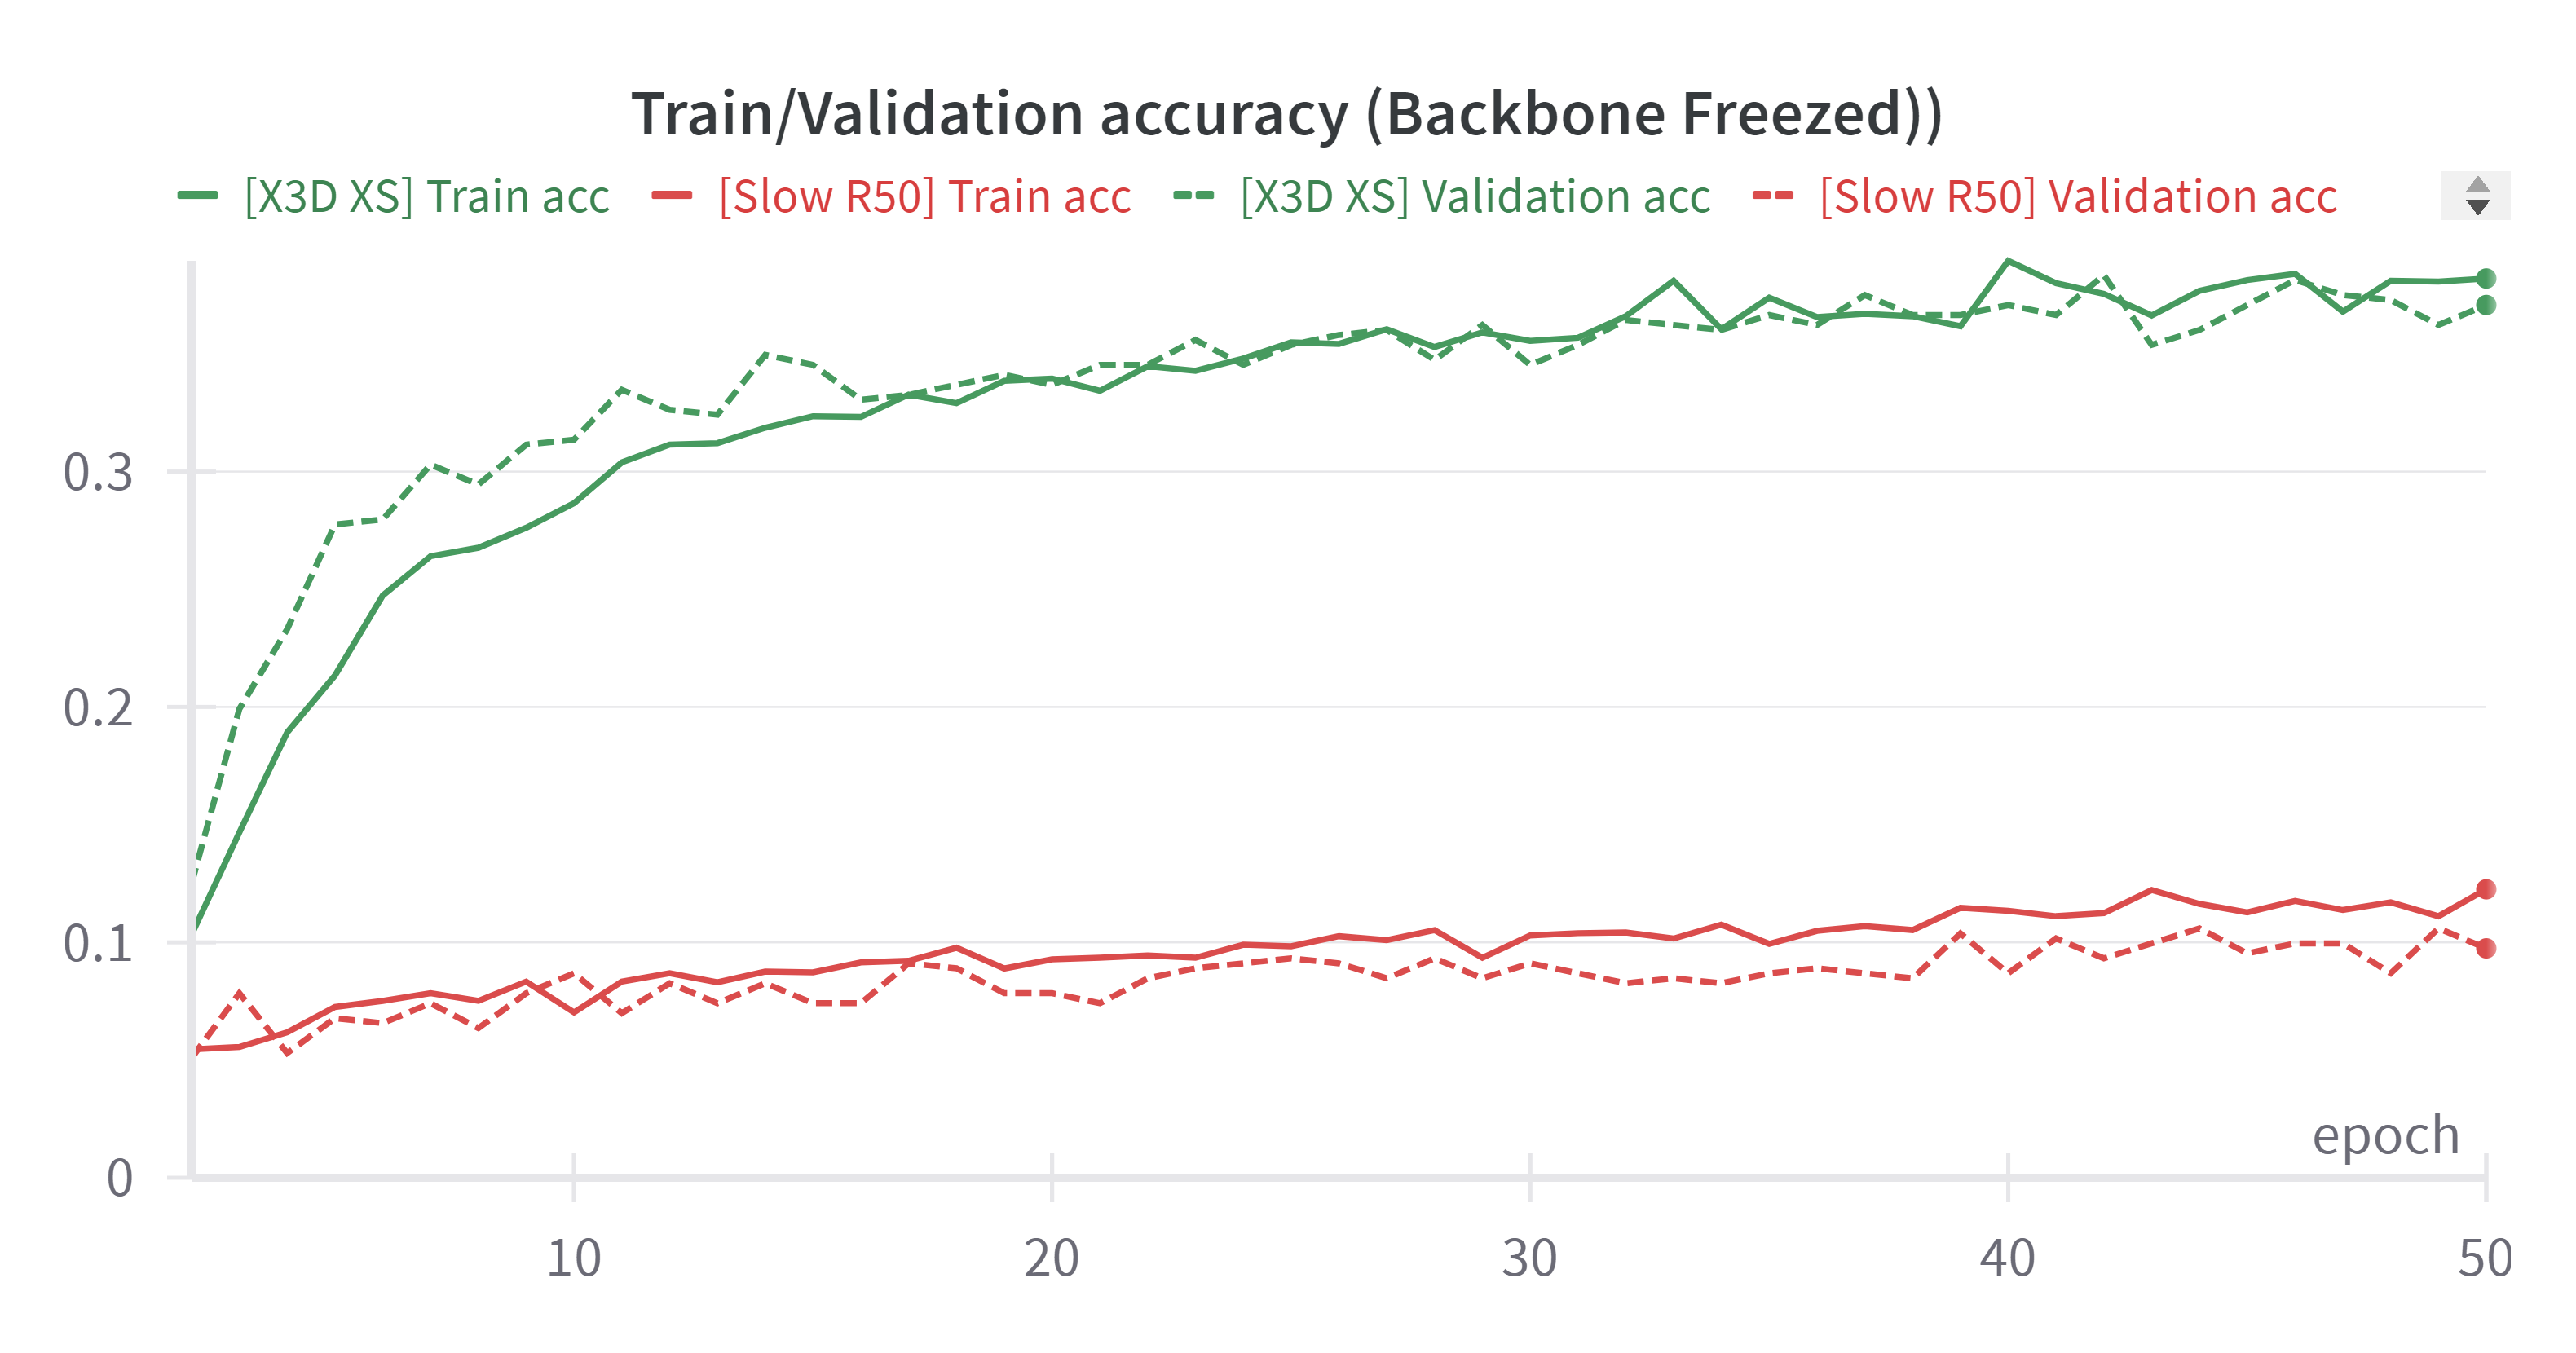 Train/Validation accuracy (Backbone Freezed))
[X3D XS] Train acc [Slow R50] Train acc [X3D XS] Validation acc [Slow R50] Validation acc
0.3
0.2
0.1
epoch
0
10 20 30 40 50